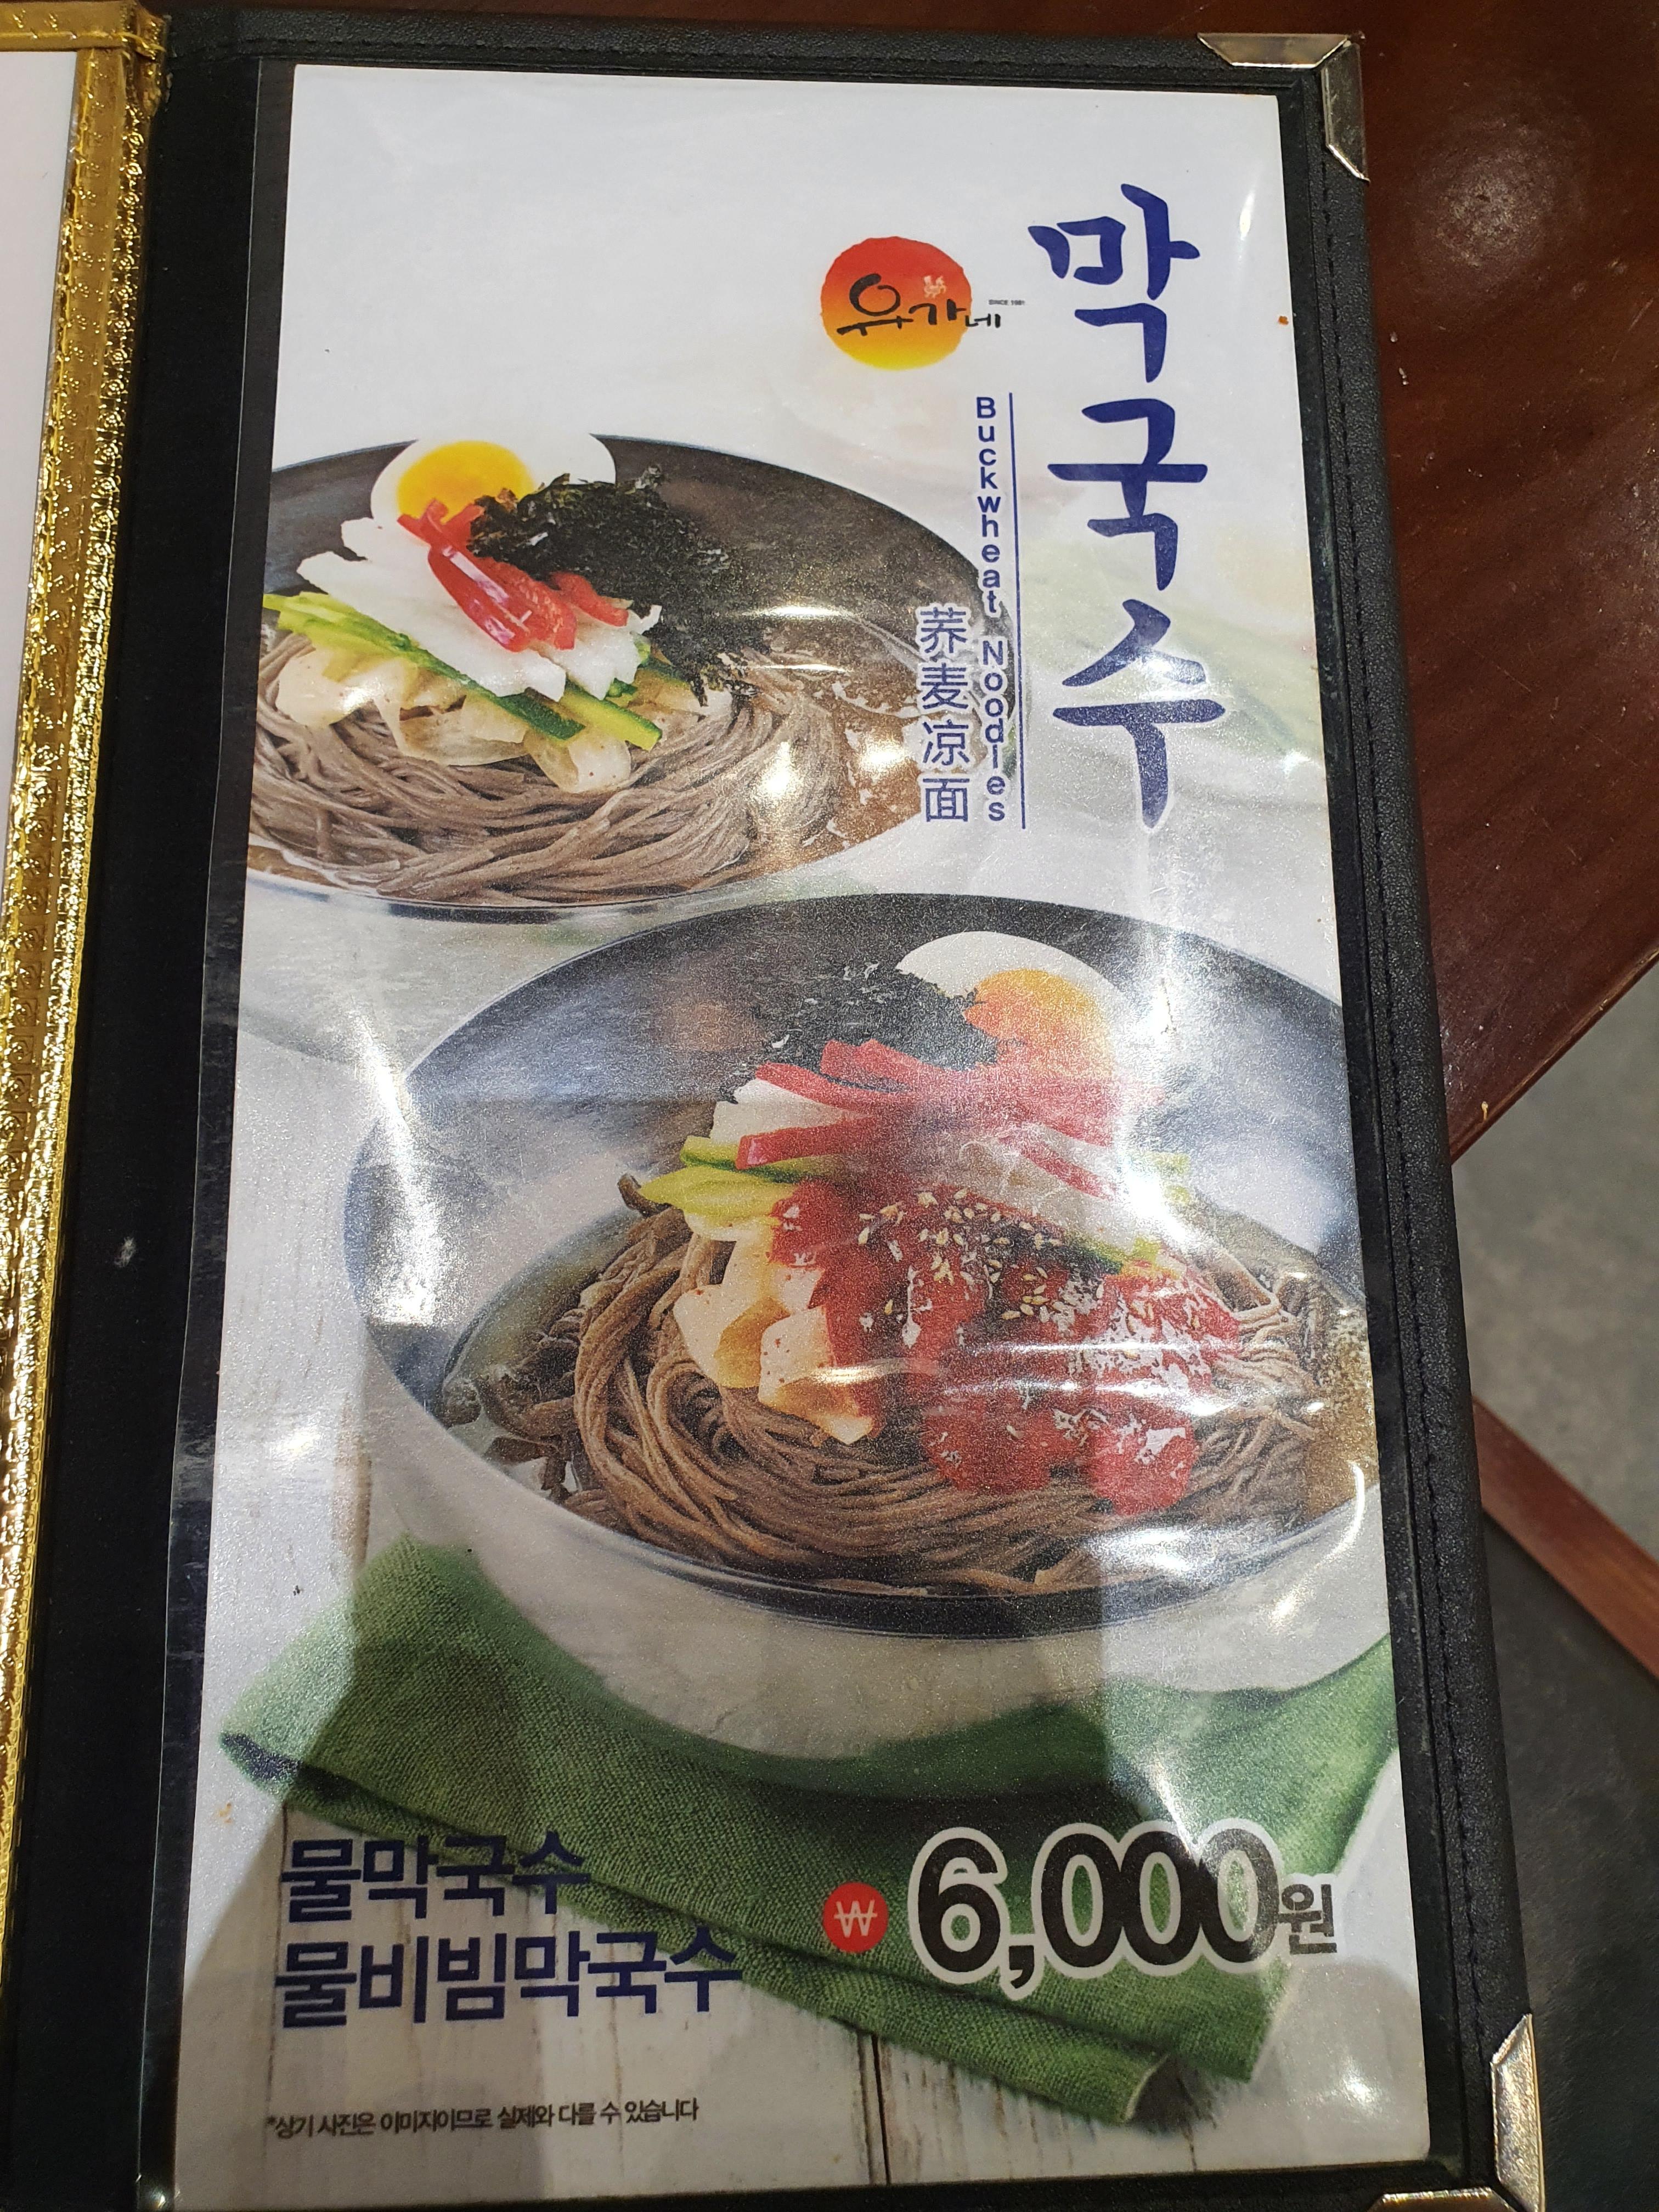 막국수
유가네
SINCE 1981
Buckwheat Noodles
荞麦凉面
물막국수
물비빔막국수
₩ 6,000원
*상기 사진은 이미지이므로 실제와 다를 수 있습니다